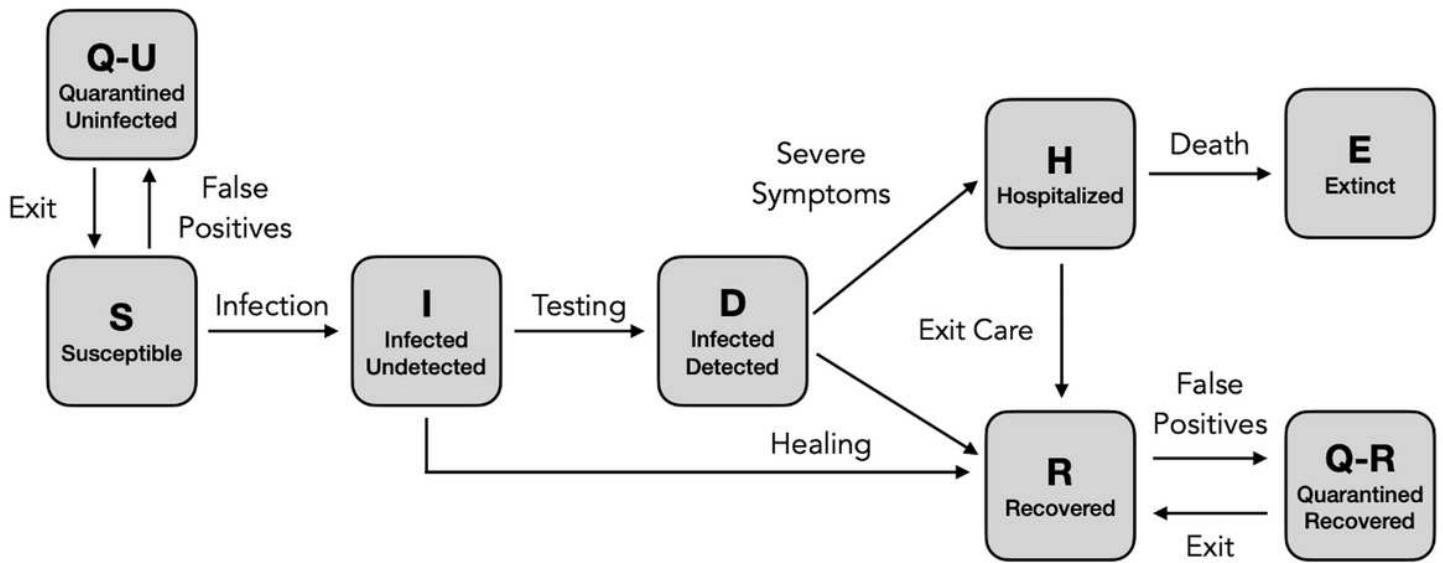 Q-U
Quarantined
Uninfected
Exit
False
Positives
S
Susceptible
Infection
I
Infected
Undetected
Testing
D
Infected
Detected
Severe
Symptoms
H
Hospitalized
Death
E
Extinct
Exit Care
Healing
R
Recovered
False
Positives
Q-R
Quarantined
Recovered
Exit